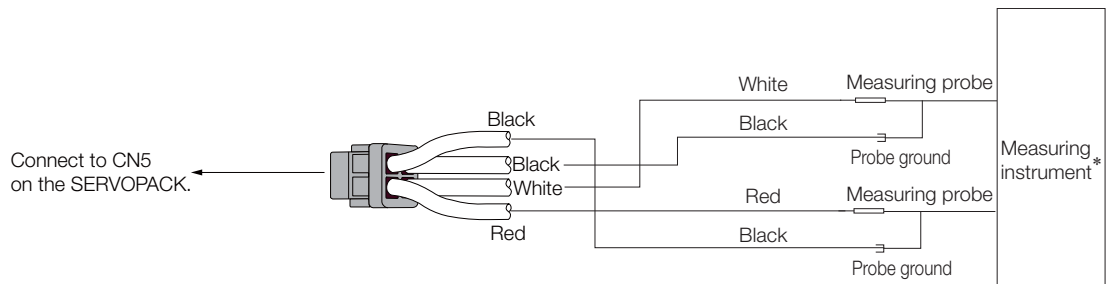 Connect to CN5
on the SERVOPACK.
Black
Black
White
Red
White
Measuring probe
Black
Probe ground
Red
Measuring probe
Black
Probe ground
Measuring
instrument*